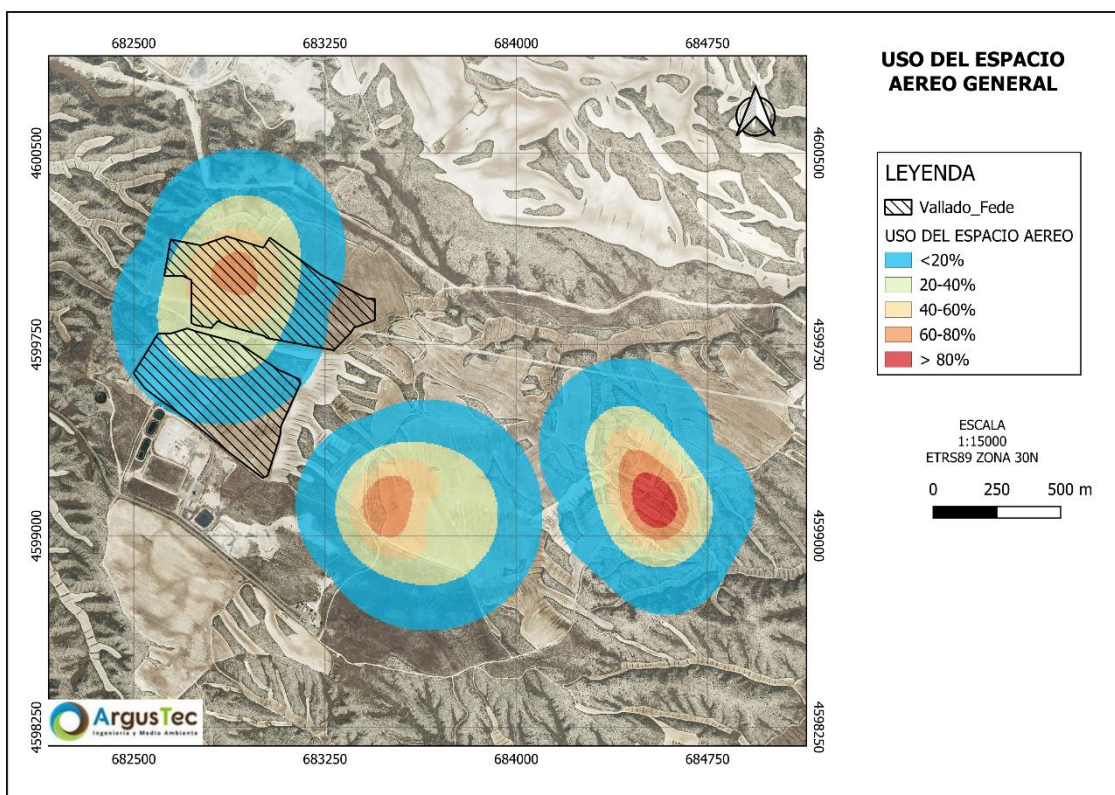 USO DEL ESPACIO
AEREO GENERAL
682500 683250 684000 684750
4600500 4600500
4599750 4599750
4599000 4599000
4598250 4598250
682500 683250 684000 684750
LEYENDA
Vallado_Fede
USO DEL ESPACIO AEREO
<20%
20-40%
40-60%
60-80%
> 80%
ESCALA
1:15000
ETRS89 ZONA 30N
0 250 500 m
ArgusTec
Ingeniería y Medio Ambiente